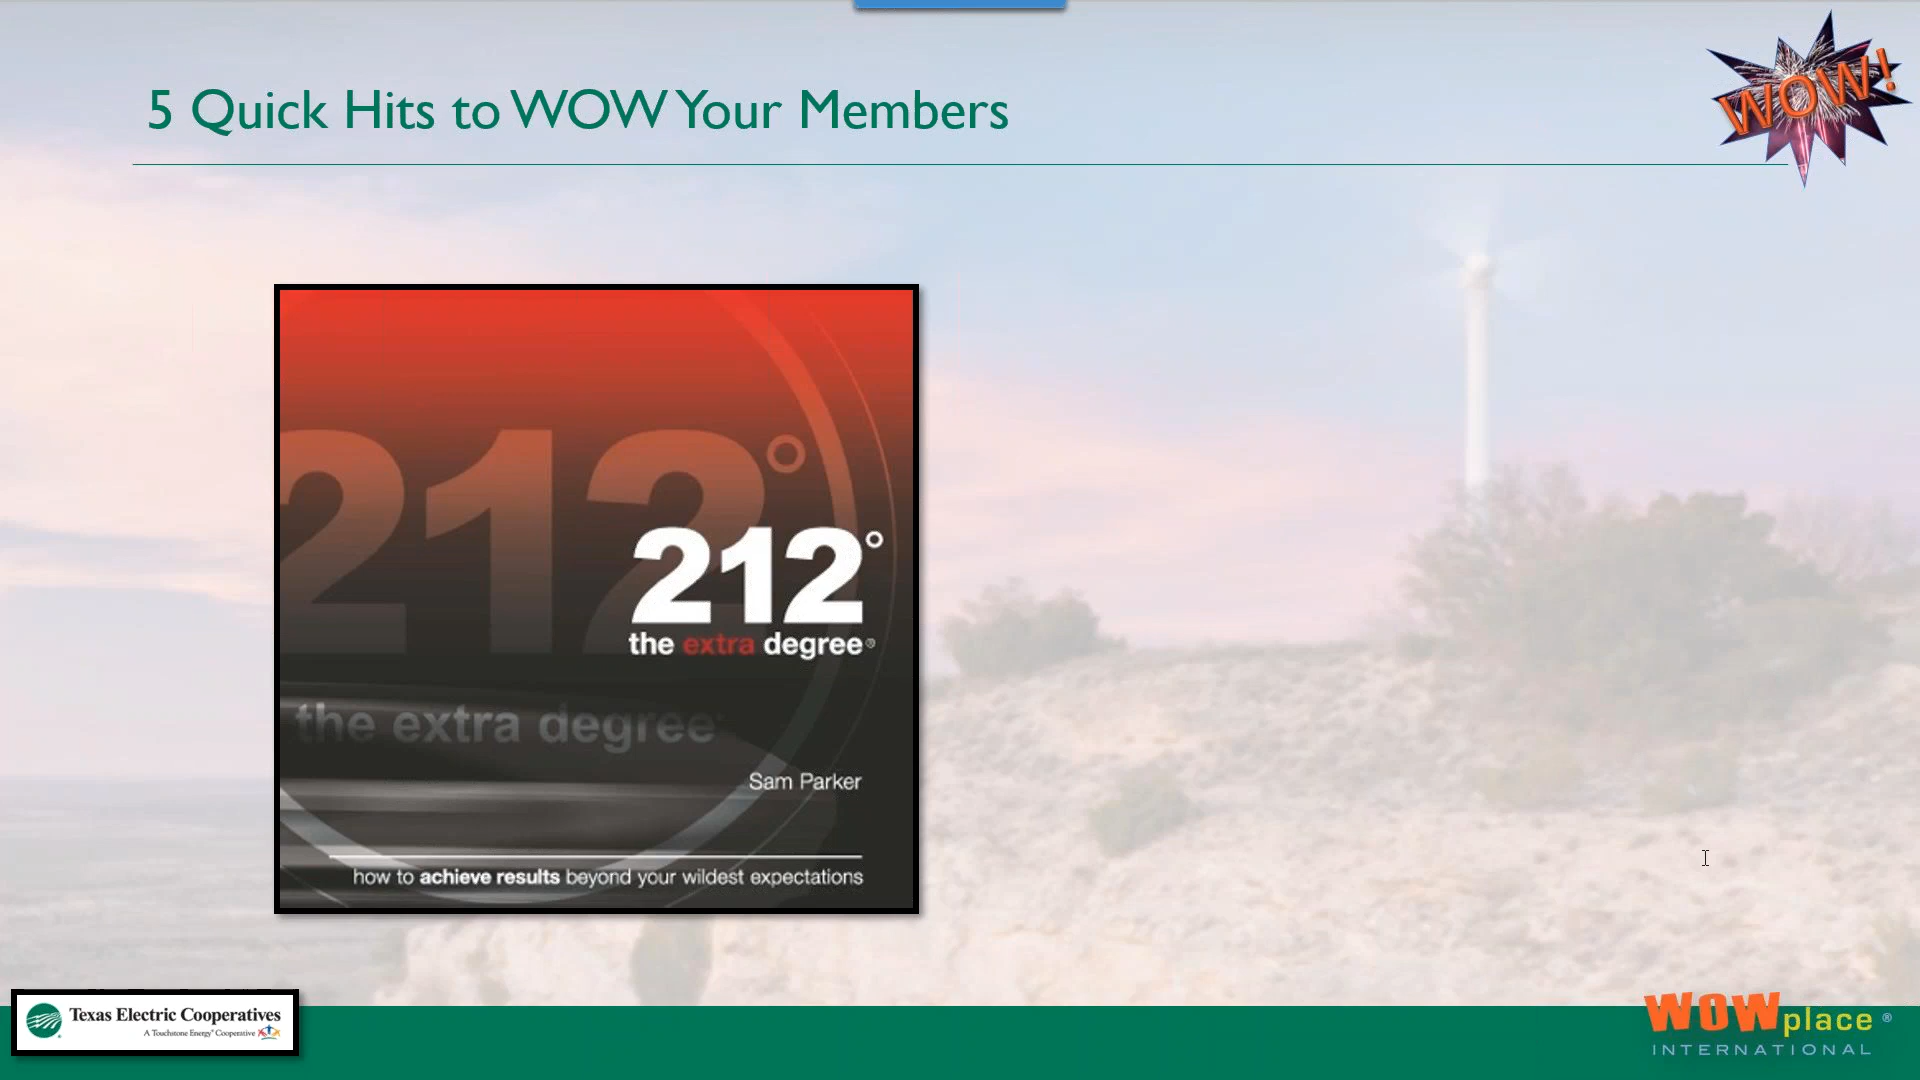 5 Quick Hits to WOW Your Members
WOW!
212°
212°
the extra degree®
the extra degree
Sam Parker
how to achieve results beyond your wildest expectations
Texas Electric Cooperatives
A Touchstone Energy® Cooperative
WOWplace®
INTERNATIONAL